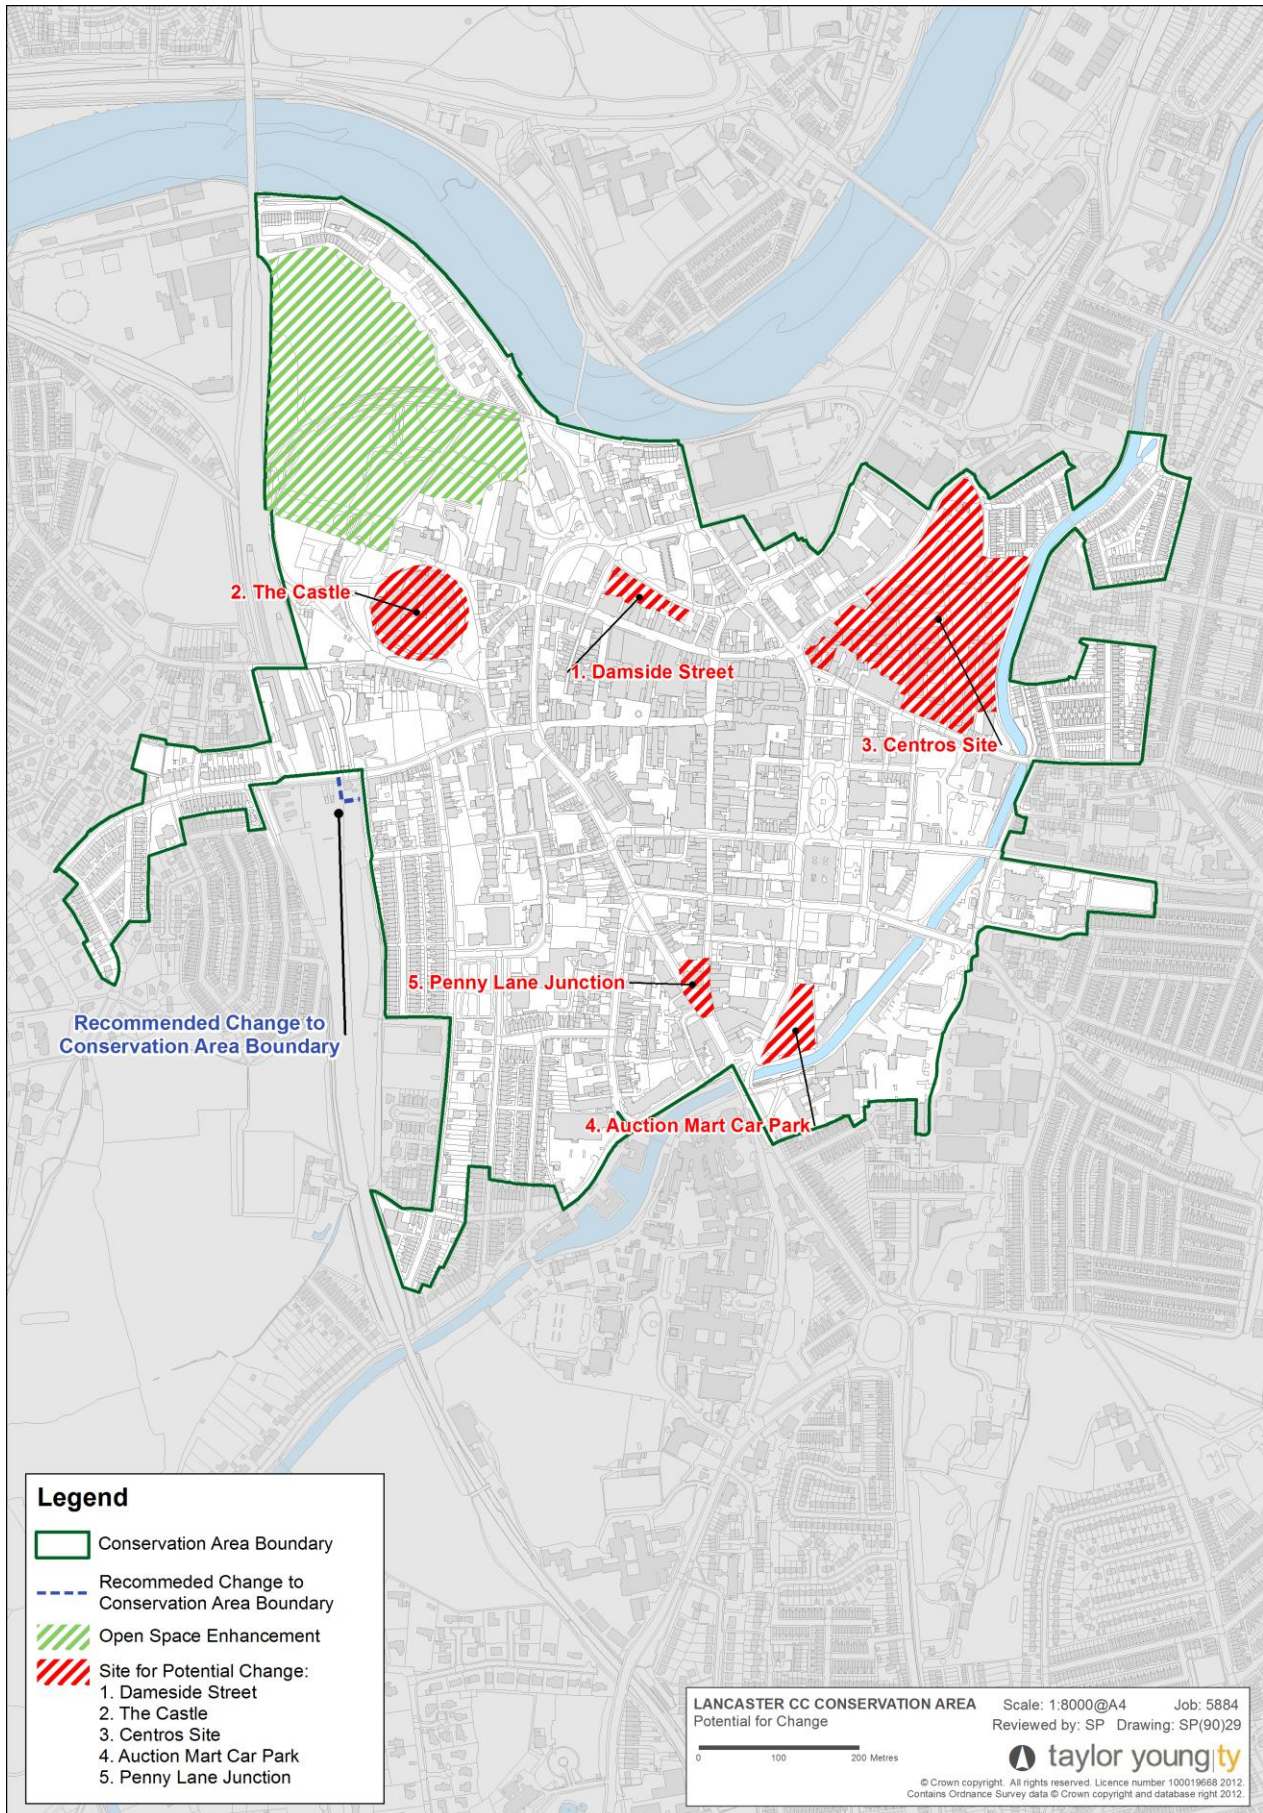 2. The Castle
1. Damside Street
3. Centros Site
5. Penny Lane Junction
Recommended Change to
Conservation Area Boundary
4. Auction Mart Car Park
Legend
Conservation Area Boundary
Recommeded Change to
Conservation Area Boundary
Open Space Enhancement
Site for Potential Change:
1. Dameside Street
2. The Castle
3. Centros Site
4. Auction Mart Car Park
5. Penny Lane Junction
LANCASTER CC CONSERVATION AREA Scale: 1:8000@A4 Job: 5884
Potential for Change Reviewed by: SP Drawing: SP(90)29
0 100 200 Metres
taylor young|ty
© Crown copyright. All rights reserved. Licence number 100019668 2012.
Contains Ordnance Survey data © Crown copyright and database right 2012.